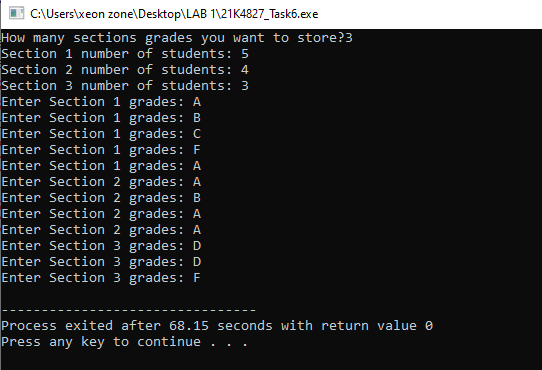 C:\Users\xeon zone\Desktop\LAB 1\21K4827_Task6.exe
How many sections grades you want to store?3
Section 1 number of students: 5
Section 2 number of students: 4
Section 3 number of students: 3
Enter Section 1 grades: A
Enter Section 1 grades: B
Enter Section 1 grades: C
Enter Section 1 grades: F
Enter Section 1 grades: A
Enter Section 2 grades: A
Enter Section 2 grades: B
Enter Section 2 grades: A
Enter Section 2 grades: A
Enter Section 3 grades: D
Enter Section 3 grades: D
Enter Section 3 grades: F
--------------------------------
Process exited after 68.15 seconds with return value 0
Press any key to continue . . .